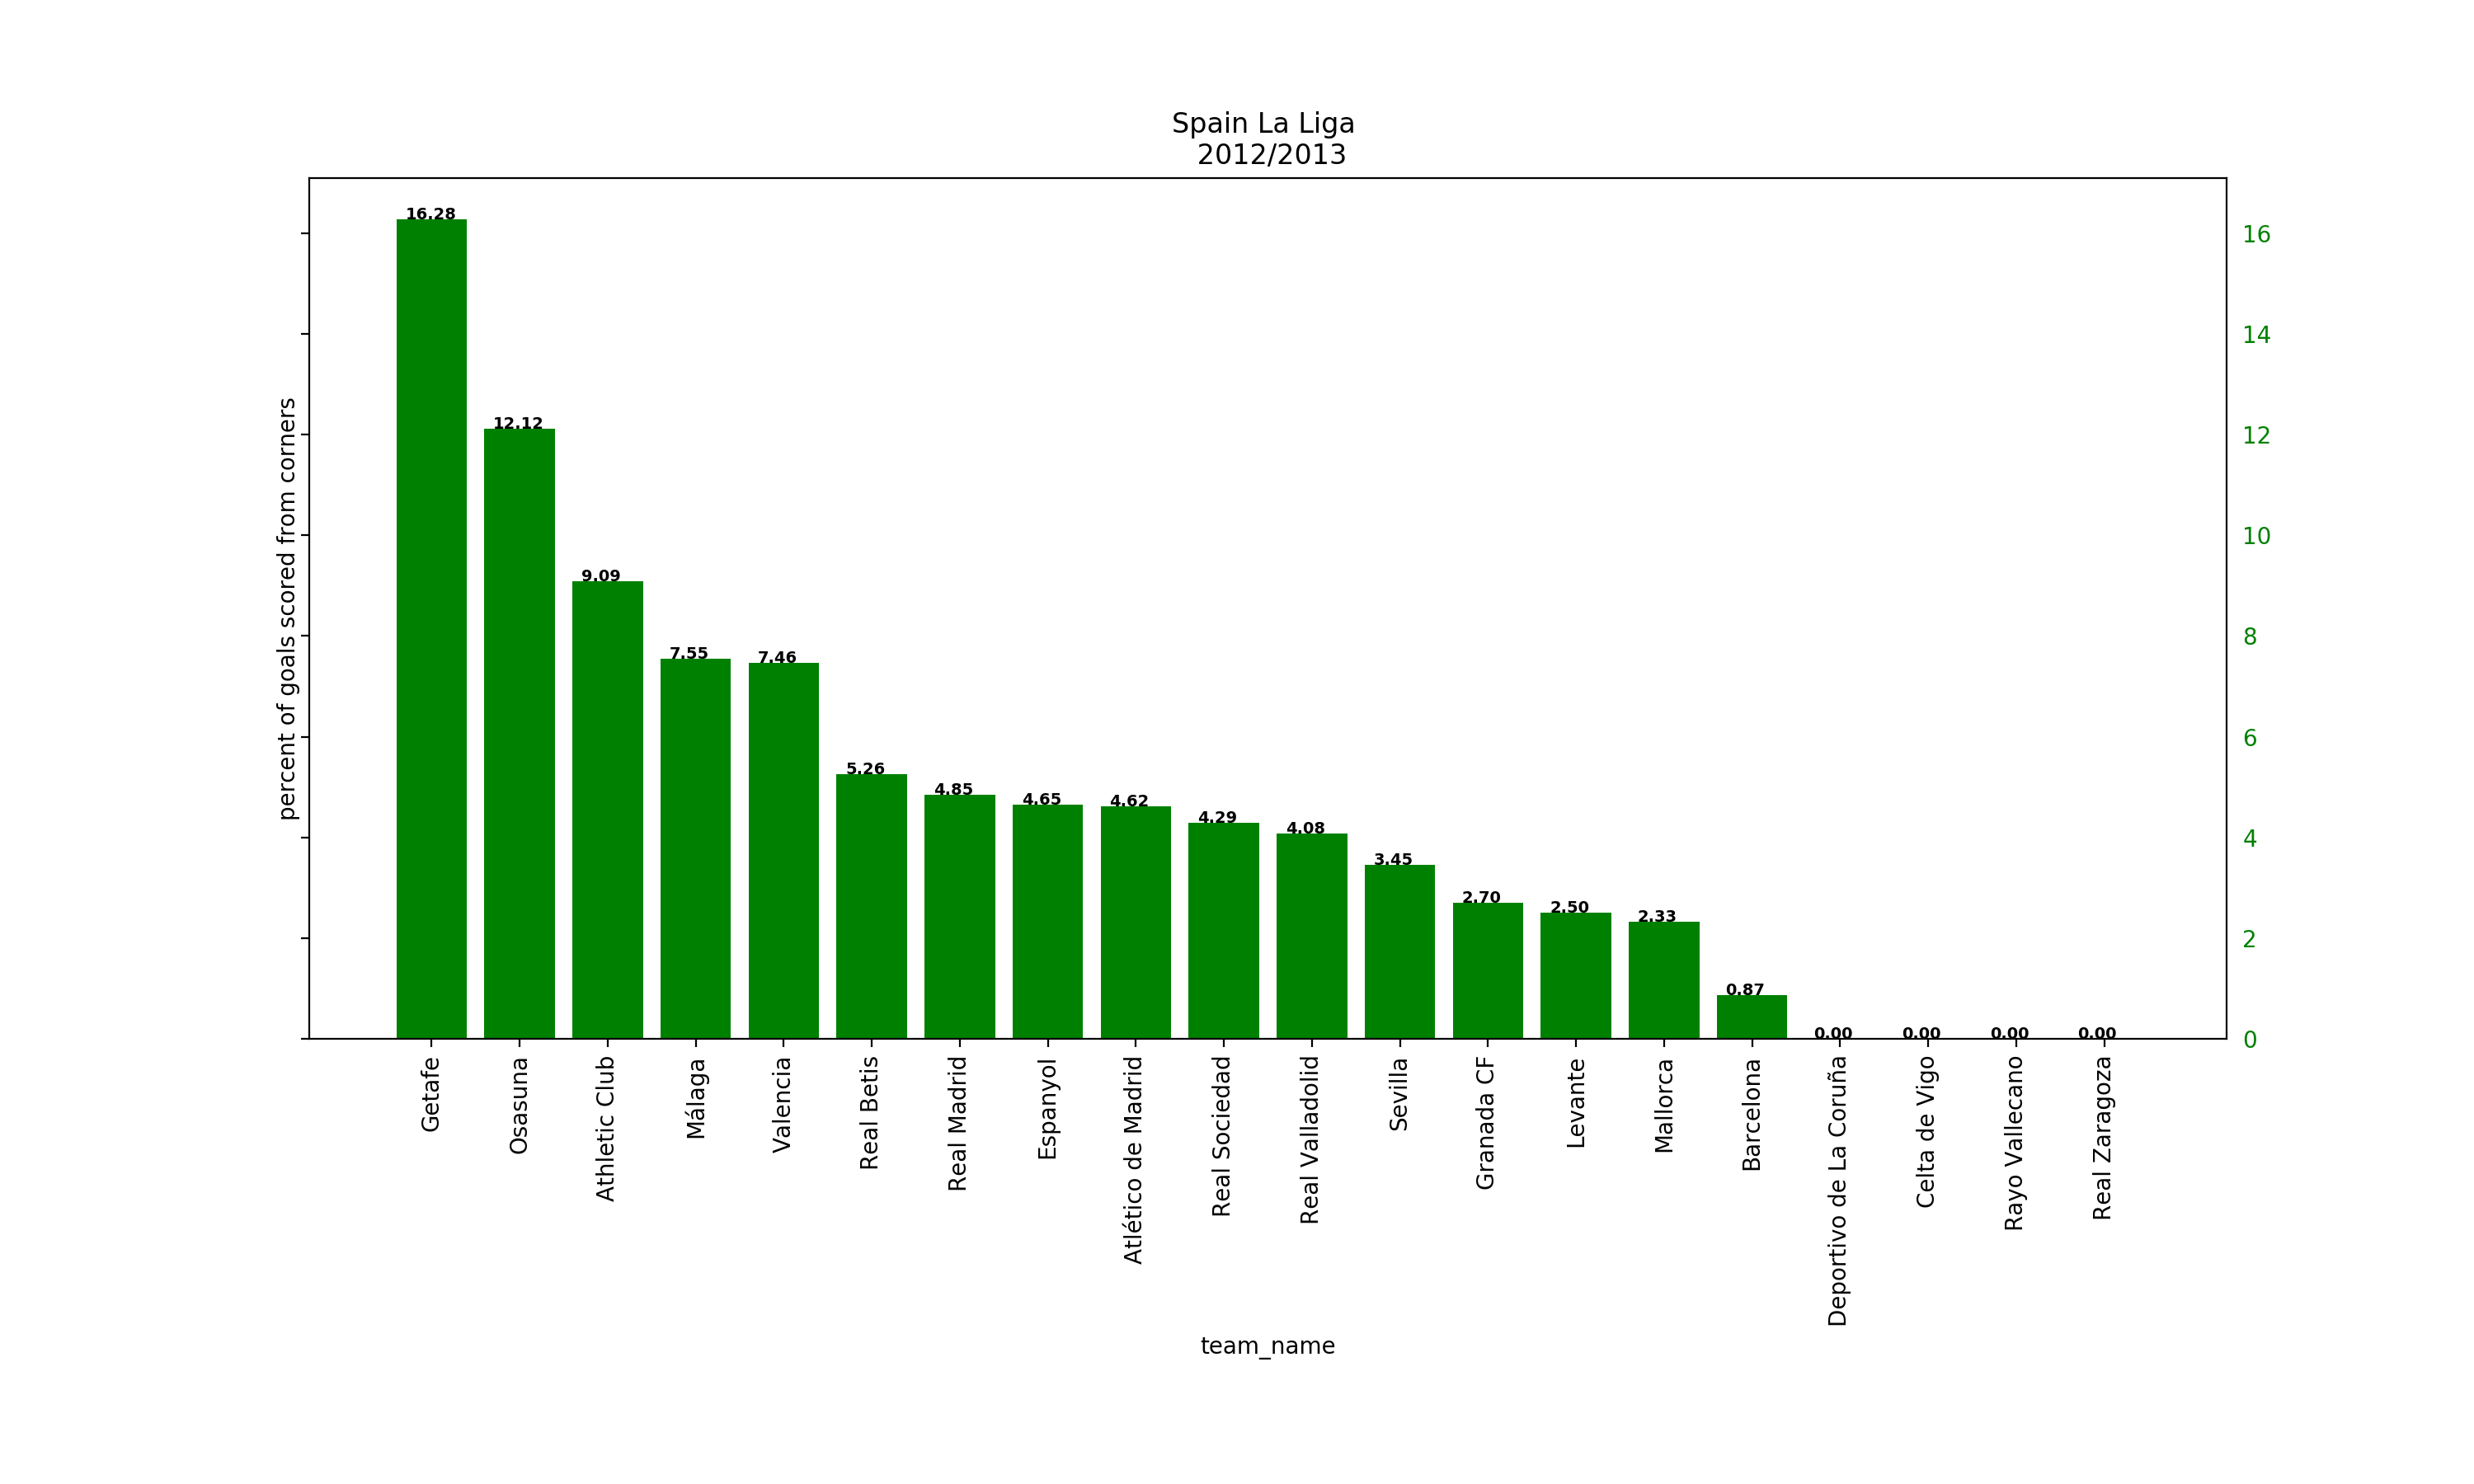 Spain La Liga
2012/2013
percent of goals scored from corners
16.28
12.12
9.09
7.55
7.46
5.26
4.85
4.65
4.62
4.29
4.08
3.45
2.70
2.50
2.33
0.87
0.00
0.00
0.00
0.00
16
14
12
10
8
6
4
2
0
Getafe
Osasuna
Athletic Club
Málaga
Valencia
Real Betis
Real Madrid
Espanyol
Atlético de Madrid
Real Sociedad
Real Valladolid
Sevilla
Granada CF
Levante
Mallorca
Barcelona
Deportivo de La Coruña
Celta de Vigo
Rayo Vallecano
Real Zaragoza
team_name